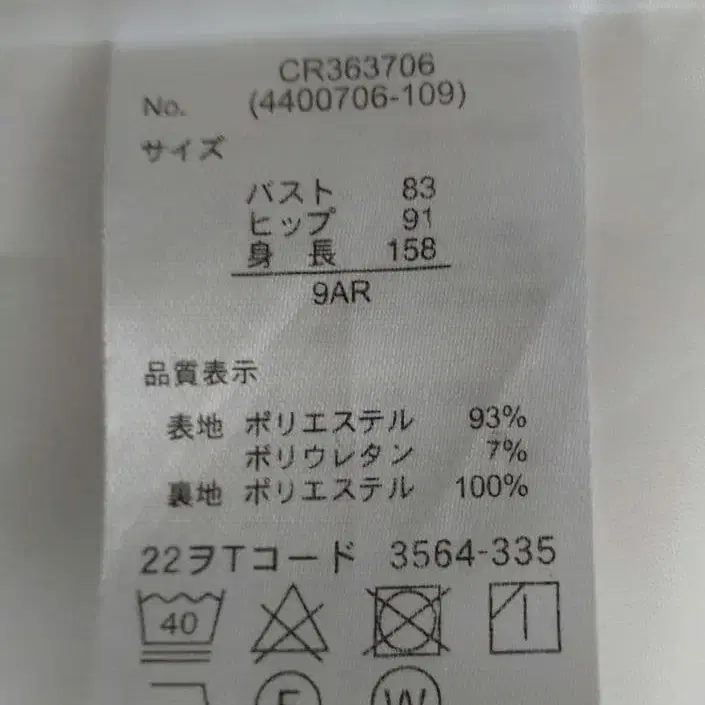 CR363706
No. (4400706-109)
サイズ
バスト 83
ヒップ 91
身長 158
9AR
品質表示
表地 ポリエステル 93%
ポリウレタン 7%
裏地 ポリエステル 100%
22ヲTコード 3564-335
40
F W